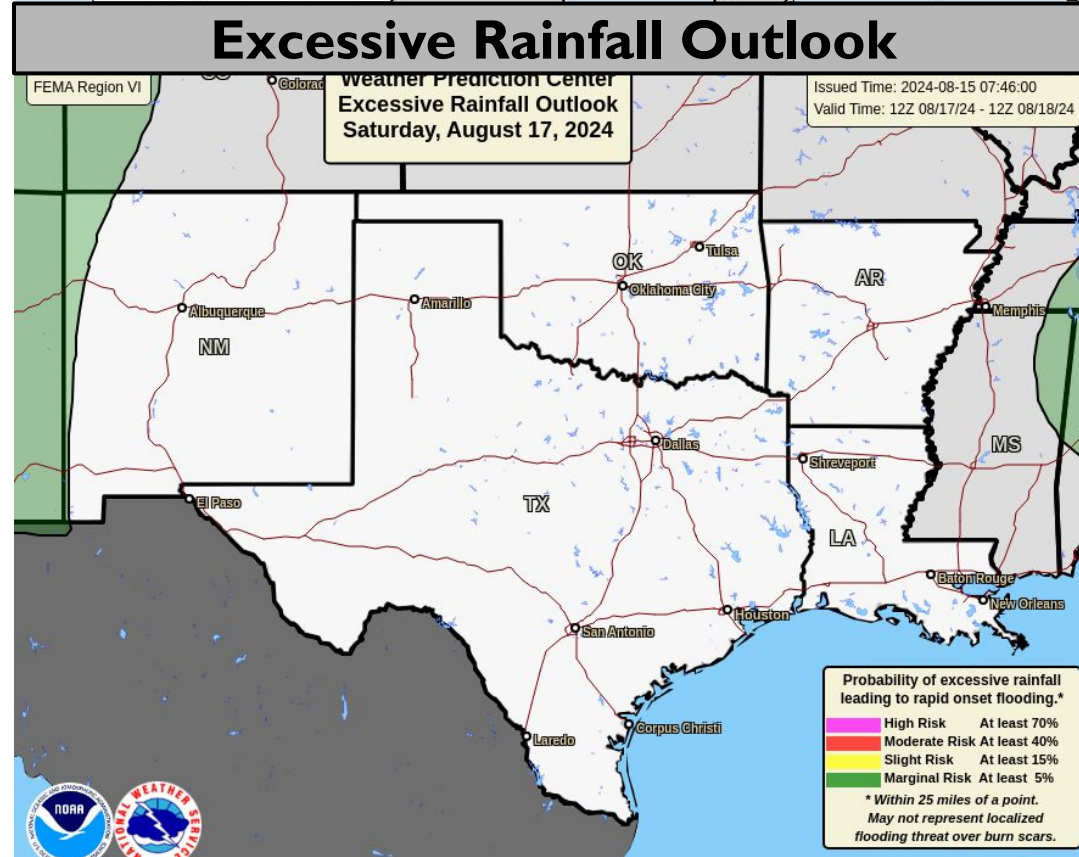 Excessive Rainfall Outlook
FEMA Region VI
Weather Prediction Center
Excessive Rainfall Outlook
Saturday, August 17, 2024
Issued Time: 2024-08-15 07:46:00
Valid Time: 12Z 08/17/24 - 12Z 08/18/24
Colorad
Tulsa
OK
Oklahoma City
AR
Albuquerque
Amarillo
Memphis
NM
Dallas
MS
Shreveport
El Paso
TX
LA
Baton Rouge
New Orleans
Houston
San Antonio
Corpus Christi
Laredo
Probability of excessive rainfall
leading to rapid onset flooding.*
High Risk At least 70%
Moderate Risk At least 40%
Slight Risk At least 15%
Marginal Risk At least 5%
* Within 25 miles of a point.
May not represent localized
flooding threat over burn scars.
NOAA
NATIONAL WEATHER SERVICE